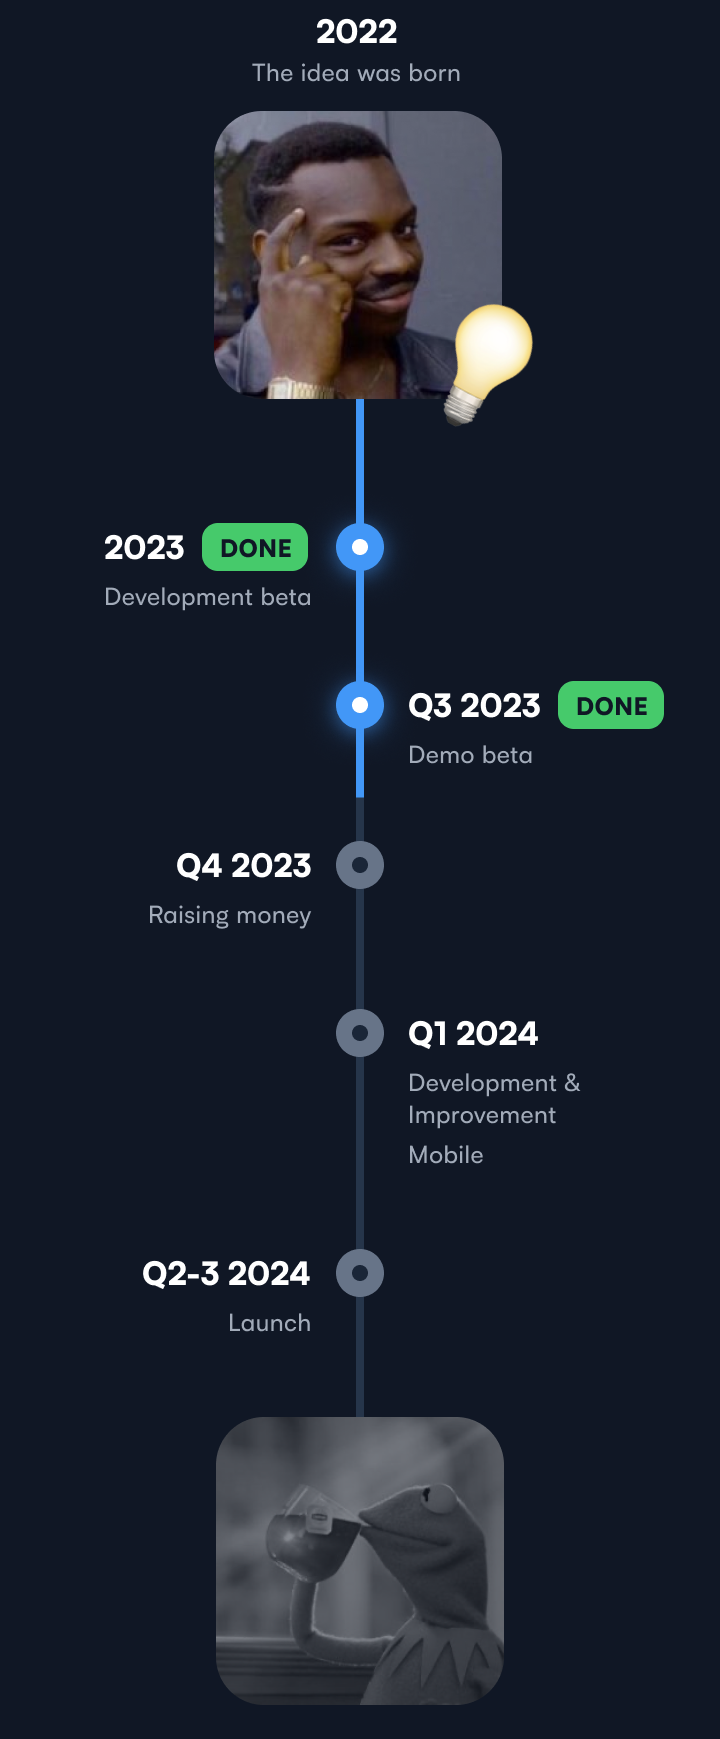 2022
The idea was born
2023 DONE
Development beta
Q3 2023 DONE
Demo beta
Q4 2023
Raising money
Q1 2024
Development &
Improvement
Mobile
Q2-3 2024
Launch